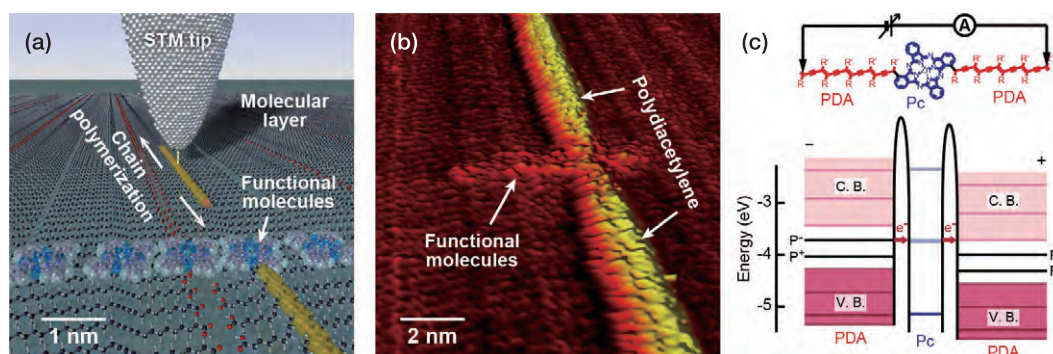 (a)
STM tip
Molecular
layer
Chain
polymerization
Functional
molecules
1 nm
(b)
Polydiacetylene
Functional
molecules
2 nm
(c)
A
R' R' R' R' R' R' R' R'
R R R R R R R R
PDA
Pc
PDA
−
+
C. B.
C. B.
-3
Energy (eV)
P-
e-
e-
-4
P+
V. B.
V. B.
-5
PDA
Pc
PDA